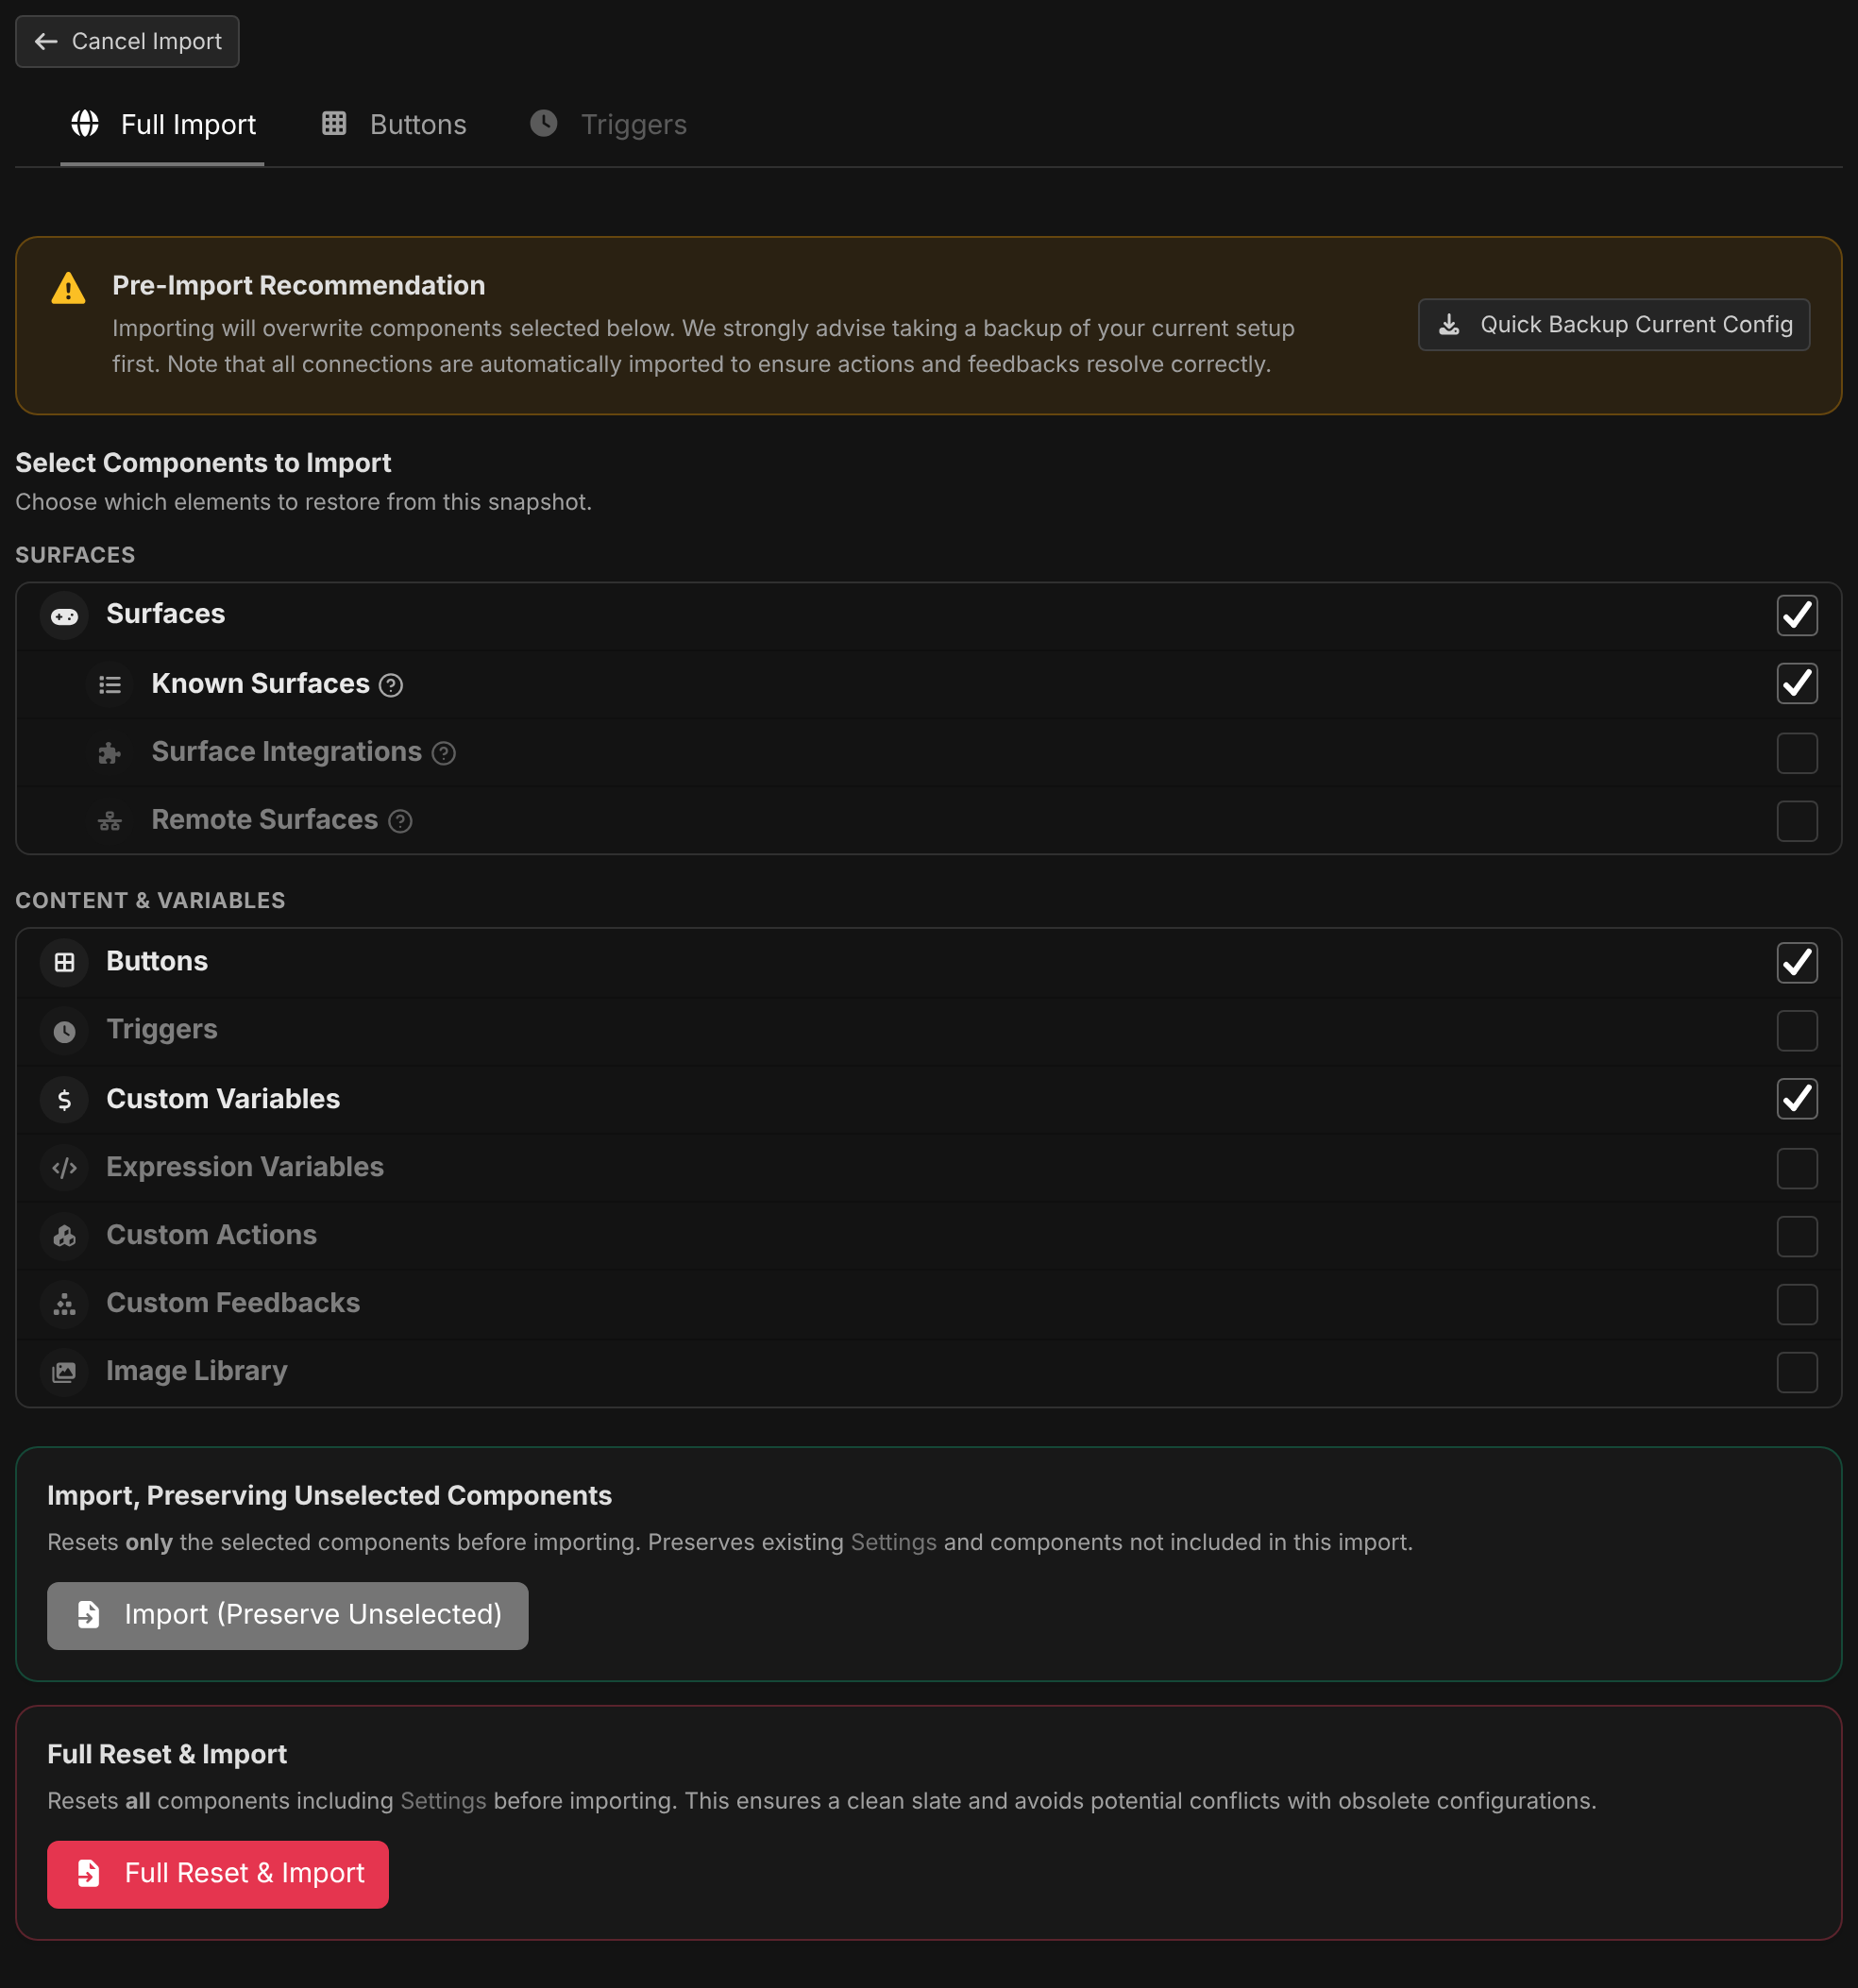 Cancel Import
Full Import
Buttons
Triggers
Pre-Import Recommendation
Importing will overwrite components selected below. We strongly advise taking a backup of your current setup
first. Note that all connections are automatically imported to ensure actions and feedbacks resolve correctly.
Quick Backup Current Config
Select Components to Import
Choose which elements to restore from this snapshot.
SURFACES
Surfaces
Known Surfaces
Surface Integrations
Remote Surfaces
CONTENT & VARIABLES
Buttons
Triggers
Custom Variables
Expression Variables
Custom Actions
Custom Feedbacks
Image Library
Import, Preserving Unselected Components
Resets only the selected components before importing. Preserves existing Settings and components not included in this import.
Import (Preserve Unselected)
Full Reset & Import
Resets all components including Settings before importing. This ensures a clean slate and avoids potential conflicts with obsolete configurations.
Full Reset & Import